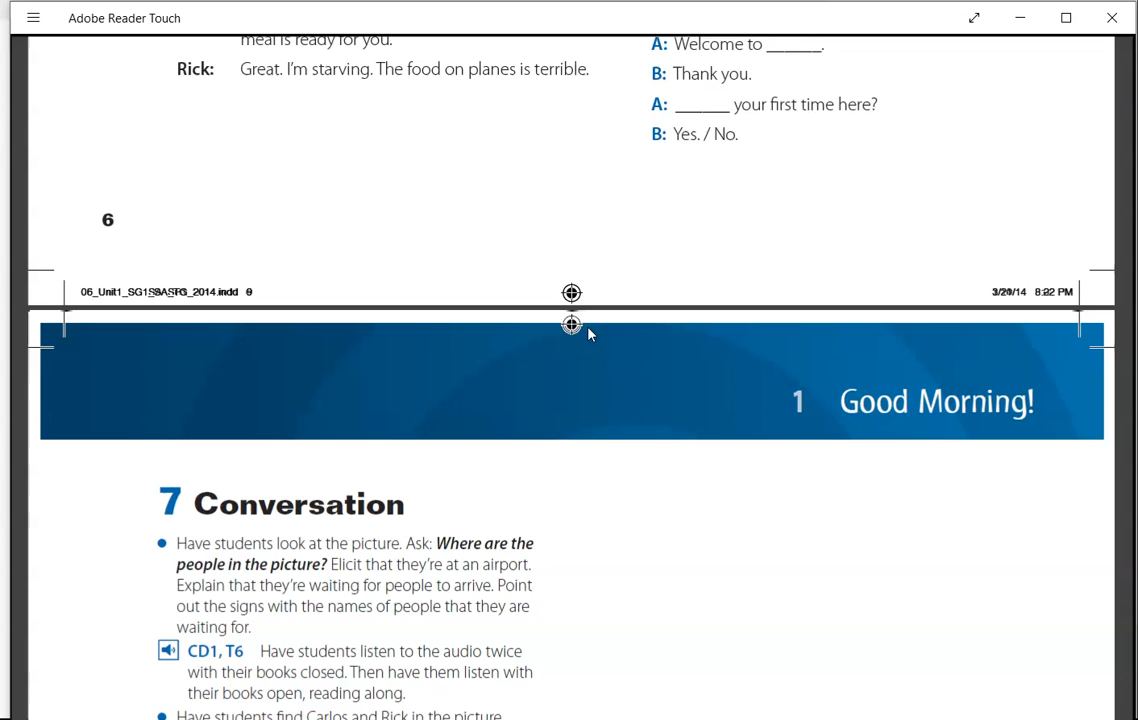 Adobe Reader Touch
meal is ready for you.
Rick: Great. I'm starving. The food on planes is terrible.
A: Welcome to ______.
B: Thank you.
A: ______ your first time here?
B: Yes. / No.
6
7 Conversation
1 Good Morning!
• Have students look at the picture. Ask: Where are the
people in the picture? Elicit that they're at an airport.
Explain that they're waiting for people to arrive. Point
out the signs with the names of people that they are
waiting for.
CD1, T6 Have students listen to the audio twice
with their books closed. Then have them listen with
their books open, reading along.
• Have students find Carlos and Rick in the picture.